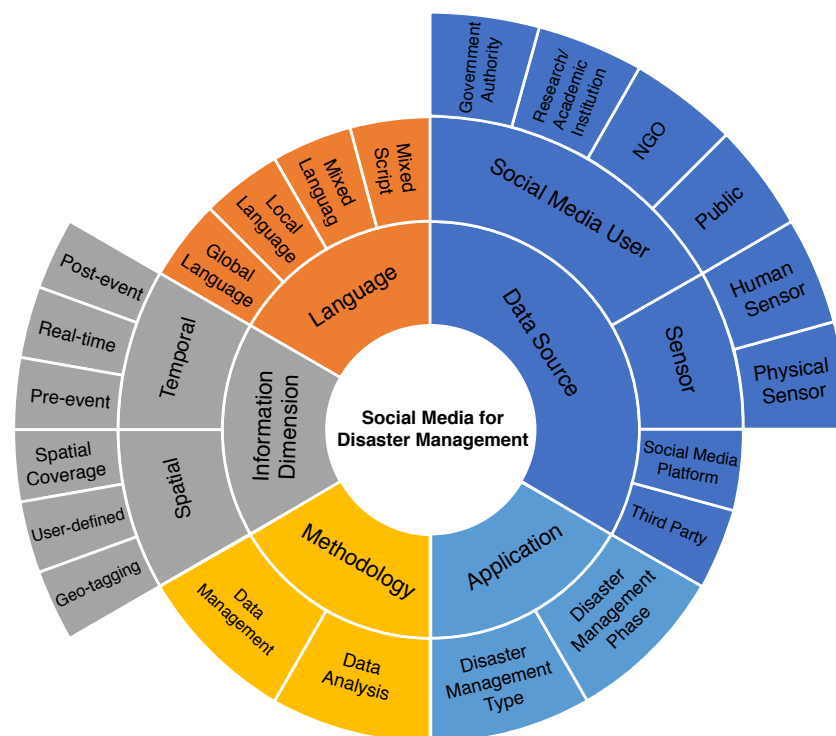 Social Media for
Disaster Management
Data Source
Social Media User
Government
Authority
Research/
Academic
Institution
NGO
Public
Sensor
Human
Sensor
Physical
Sensor
Social Media
Platform
Third Party
Application
Disaster
Management
Phase
Disaster
Management
Type
Methodology
Data
Analysis
Data
Management
Information
Dimension
Spatial
Geo-tagging
User-defined
Spatial
Coverage
Temporal
Pre-event
Real-time
Post-event
Language
Global
Language
Local
Language
Mixed
Languag
Mixed
Script